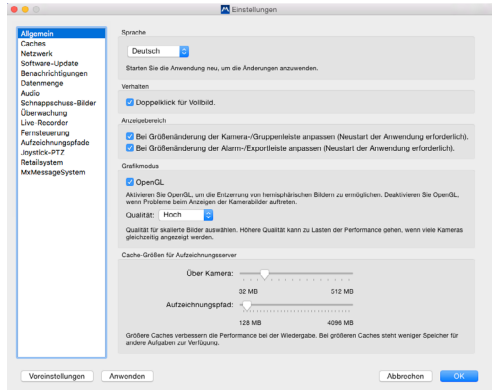 Einstellungen
Allgemein
Caches
Netzwerk
Software-Update
Benachrichtigungen
Datenmenge
Audio
Schnappschuss-Bilder
Überwachung
Live-Recorder
Fernsteuerung
Aufzeichnungspfade
Joystick-PTZ
Retailsystem
MxMessageSystem
Sprache
Deutsch
Starten Sie die Anwendung neu, um die Änderungen anzuwenden.
Verhalten
Doppelklick für Vollbild.
Anzeigebereich
Bei Größenänderung der Kamera-/Gruppenleiste anpassen (Neustart der Anwendung erforderlich).
Bei Größenänderung der Alarm-/Exportleiste anpassen (Neustart der Anwendung erforderlich).
Grafikmodus
OpenGL
Aktivieren Sie OpenGL, um die Entzerrung von hemisphärischen Bildern zu ermöglichen. Deaktivieren Sie OpenGL,
wenn Probleme beim Anzeigen der Kamerabilder auftreten.
Qualität: Hoch
Qualität für skalierte Bilder auswählen. Höhere Qualität kann zu Lasten der Performance gehen, wenn viele Kameras
gleichzeitig angezeigt werden.
Cache-Größen für Aufzeichnungsserver
Über Kamera:
32 MB 512 MB
Aufzeichnungspfad:
128 MB 4096 MB
Größere Caches verbessern die Performance bei der Wiedergabe. Bei größeren Caches steht weniger Speicher für
andere Aufgaben zur Verfügung.
Voreinstellungen Anwenden Abbrechen OK